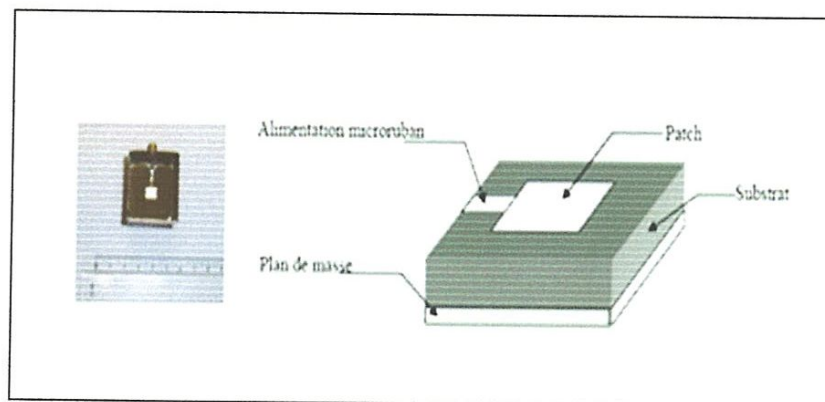 Alimentation microruban
Patch
Substrat
Plan de masse